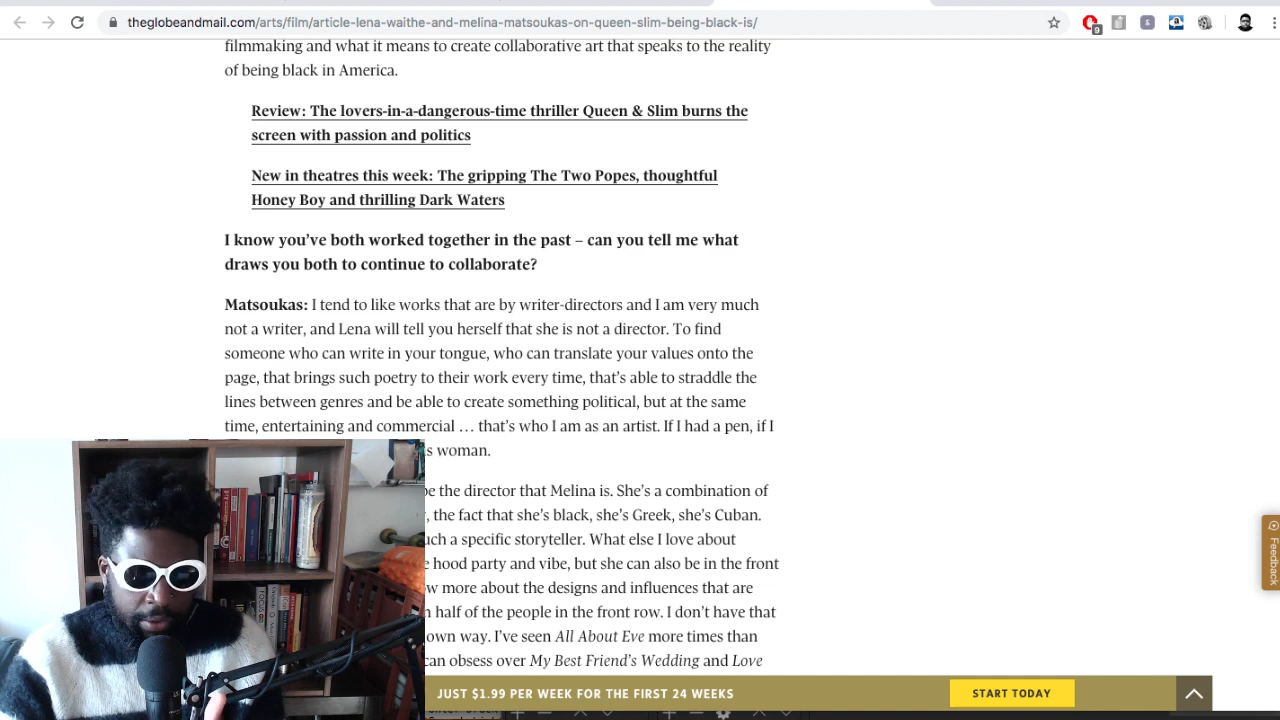 theglobeandmail.com/arts/film/article-lena-waithe-and-melina-matsoukas-on-queen-slim-being-black-is/
9
filmmaking and what it means to create collaborative art that speaks to the reality
of being black in America.
Review: The lovers-in-a-dangerous-time thriller Queen & Slim burns the
screen with passion and politics
New in theatres this week: The gripping The Two Popes, thoughtful
Honey Boy and thrilling Dark Waters
I know you’ve both worked together in the past – can you tell me what
draws you both to continue to collaborate?
Matsoukas: I tend to like works that are by writer-directors and I am very much
not a writer, and Lena will tell you herself that she is not a director. To find
someone who can write in your tongue, who can translate your values onto the
page, that brings such poetry to their work every time, that’s able to straddle the
lines between genres and be able to create something political, but at the same
time, entertaining and commercial … that’s who I am as an artist. If I had a pen, if I
s woman.
be the director that Melina is. She’s a combination of
, the fact that she’s black, she’s Greek, she’s Cuban.
uch a specific storyteller. What else I love about
e hood party and vibe, but she can also be in the front
w more about the designs and influences that are
n half of the people in the front row. I don’t have that
own way. I’ve seen All About Eve more times than
can obsess over My Best Friend’s Wedding and Love
Feedback
JUST $1.99 PER WEEK FOR THE FIRST 24 WEEKS
START TODAY